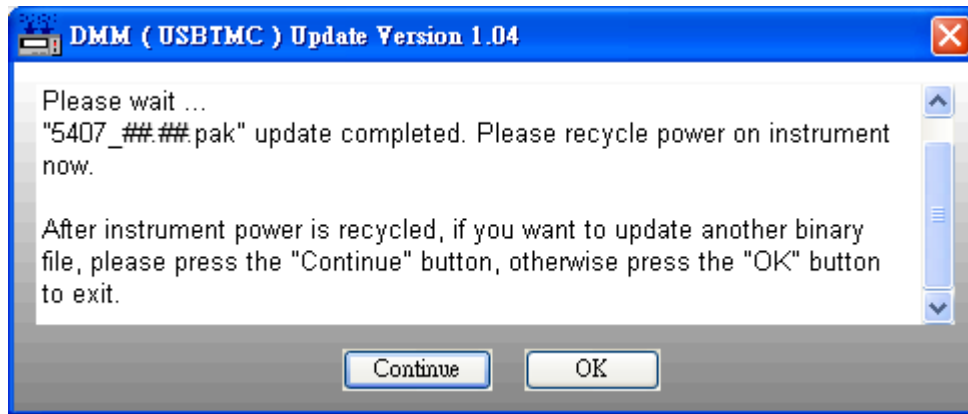 DMM ( USBTMC ) Update Version 1.04
Please wait ...
"5407_##.##.pak" update completed. Please recycle power on instrument
now.
After instrument power is recycled, if you want to update another binary
file, please press the "Continue" button, otherwise press the "OK" button
to exit.
Continue
OK